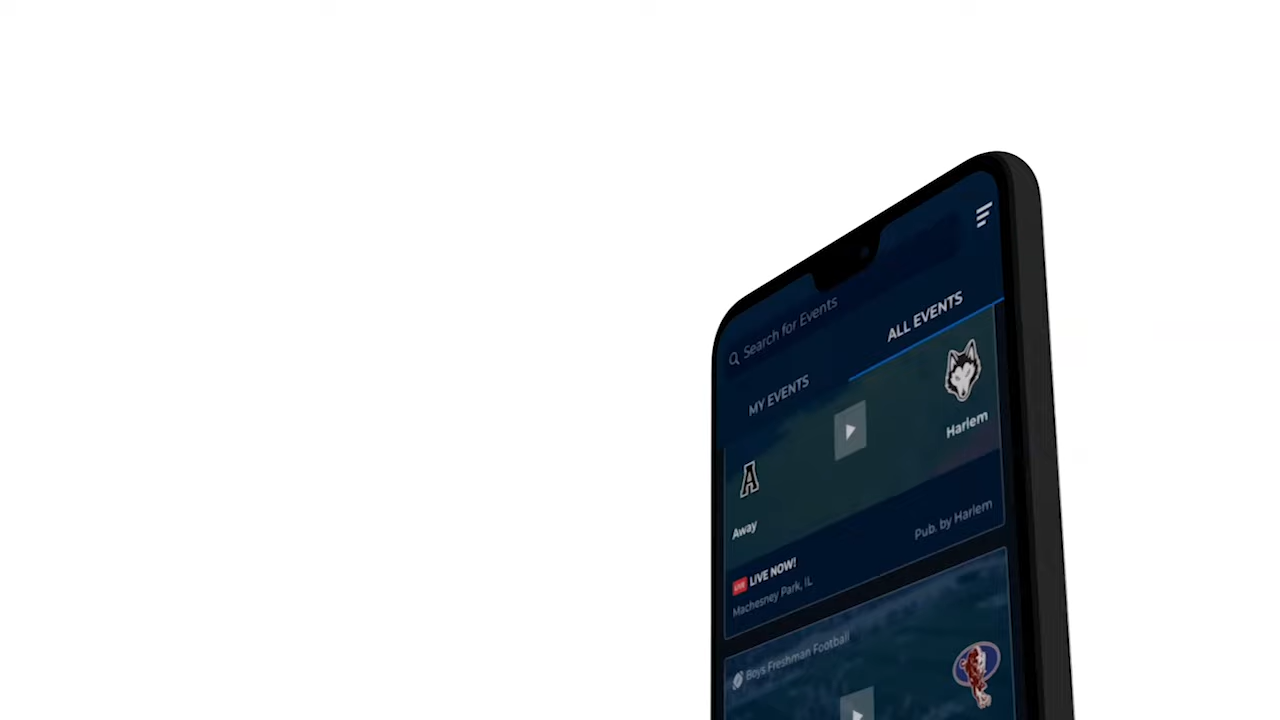 Search for Events
MY EVENTS
ALL EVENTS
A
Away
Harlem
LIVE
LIVE NOW!
Machesney Park, IL
Pub. by Harlem
Boys Freshman Football